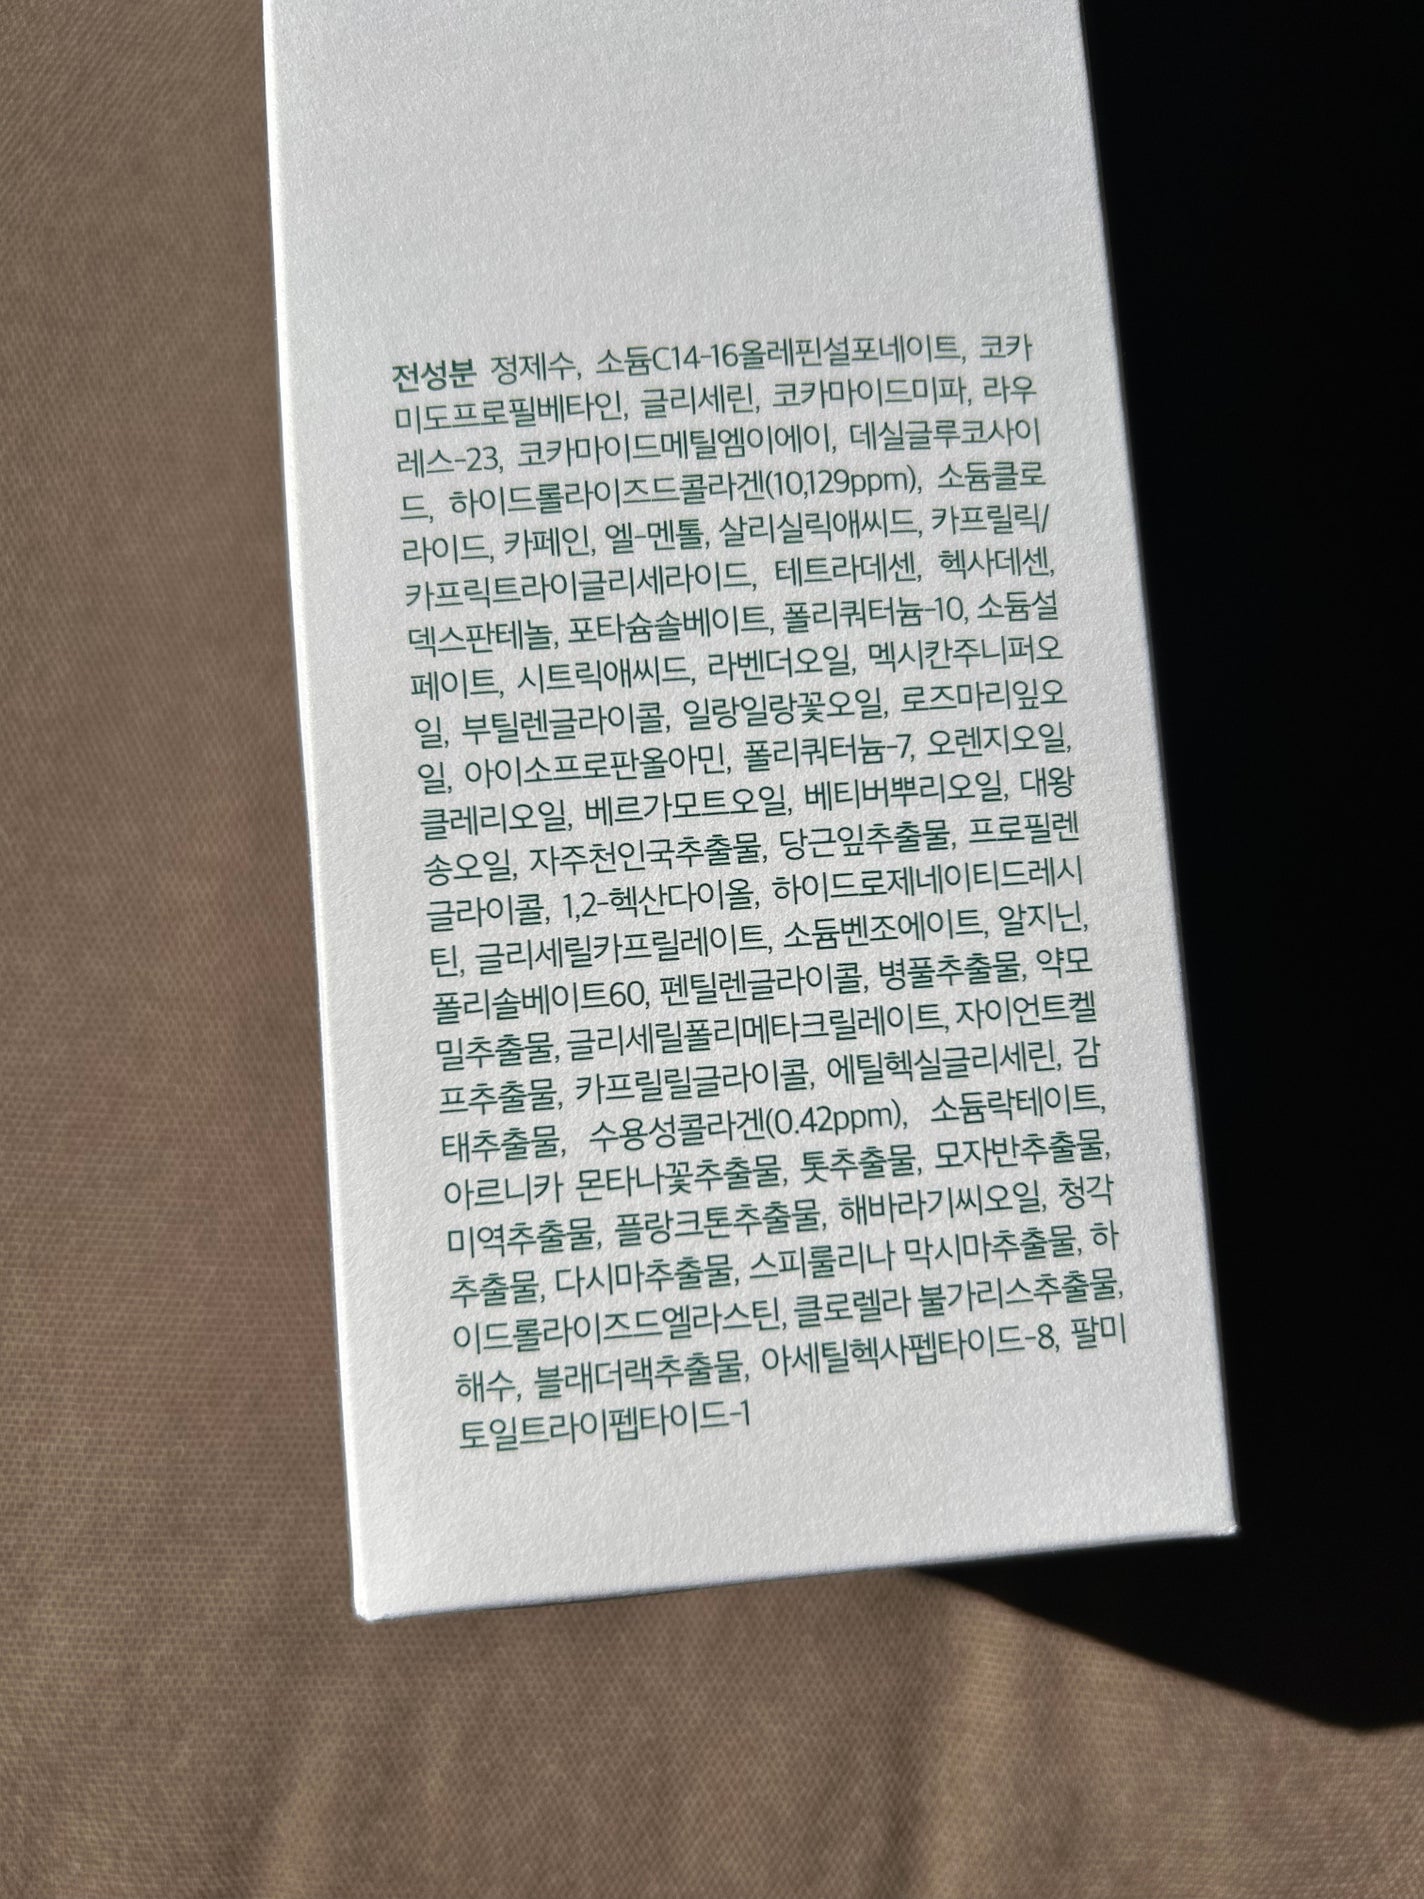 전성분 정제수, 소듐C14-16올레핀설포네이트, 코카
미도프로필베타인, 글리세린, 코카마이드미파, 라우
레스-23, 코카마이드메틸엠이에이, 데실글루코사이
드, 하이드롤라이즈드콜라겐(10,129ppm), 소듐클로
라이드, 카페인, 엘-멘톨, 살리실릭애씨드, 카프릴릭/
카프릭트라이글리세라이드, 테트라데센, 헥사데센,
덱스판테놀, 포타슘솔베이트, 폴리쿼터늄-10, 소듐설
페이트, 시트릭애씨드, 라벤더오일, 멕시칸주니퍼오
일, 부틸렌글라이콜, 일랑일랑꽃오일, 로즈마리잎오
일, 아이소프로판올아민, 폴리쿼터늄-7, 오렌지오일,
클레리오일, 베르가모트오일, 베티버뿌리오일, 대왕
송오일, 자주천인국추출물, 당근잎추출물, 프로필렌
글라이콜, 1,2-헥산다이올, 하이드로제네이티드레시
틴, 글리세릴카프릴레이트, 소듐벤조에이트, 알지닌,
폴리솔베이트60, 펜틸렌글라이콜, 병풀추출물, 약모
밀추출물, 글리세릴폴리메타크릴레이트, 자이언트켈
프추출물, 카프릴릴글라이콜, 에틸헥실글리세린, 감
태추출물, 수용성콜라겐(0.42ppm), 소듐락테이트,
아르니카 몬타나꽃추출물, 톳추출물, 모자반추출물,
미역추출물, 플랑크톤추출물, 해바라기씨오일, 청각
추출물, 다시마추출물, 스피룰리나 막시마추출물, 하
이드롤라이즈드엘라스틴, 클로렐라 불가리스추출물,
해수, 블래더랙추출물, 아세틸헥사펩타이드-8, 팔미
토일트라이펩타이드-1